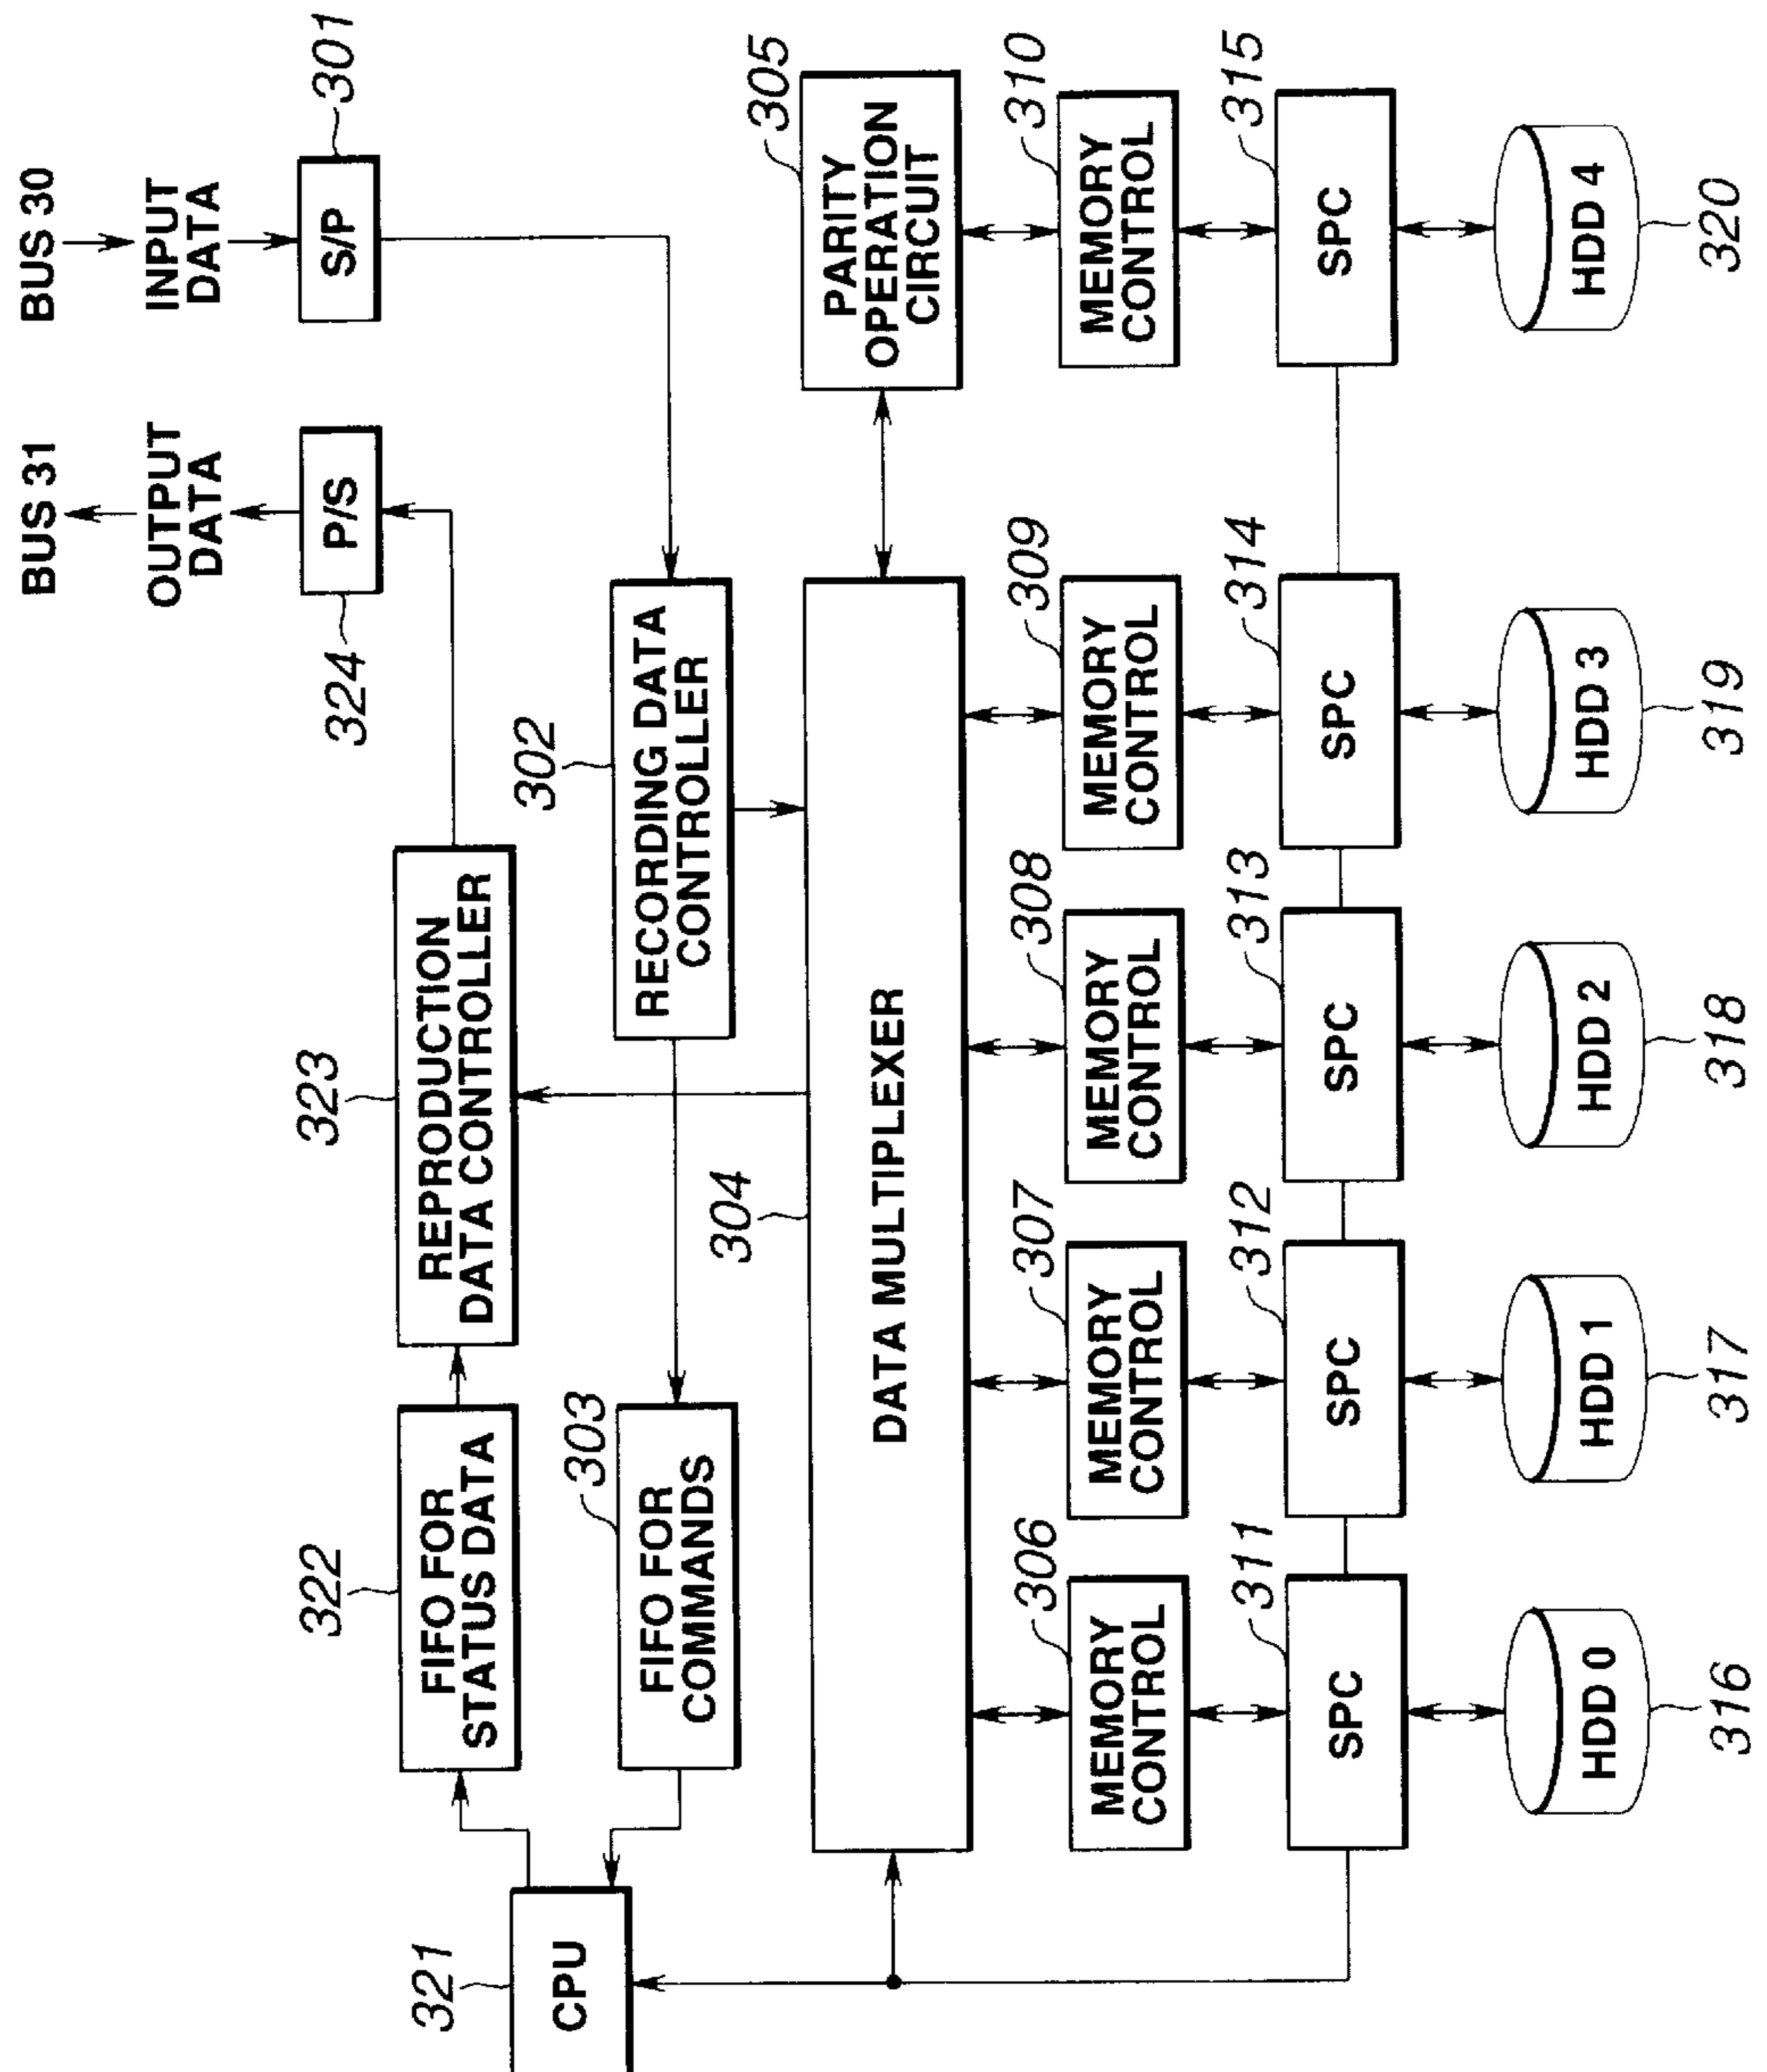 BUS 31
BUS 30
OUTPUT
DATA
INPUT
DATA
324
P/S
S/P
301
322
FIFO FOR
STATUS DATA
323
REPRODUCTION
DATA CONTROLLER
321
CPU
303
FIFO FOR
COMMANDS
302
RECORDING DATA
CONTROLLER
304
DATA MULTIPLEXER
305
PARITY
OPERATION
CIRCUIT
306
MEMORY
CONTROL
307
MEMORY
CONTROL
308
MEMORY
CONTROL
309
MEMORY
CONTROL
310
MEMORY
CONTROL
311
SPC
312
SPC
313
SPC
314
SPC
315
SPC
HDD 0
HDD 1
HDD 2
HDD 3
HDD 4
316
317
318
319
320